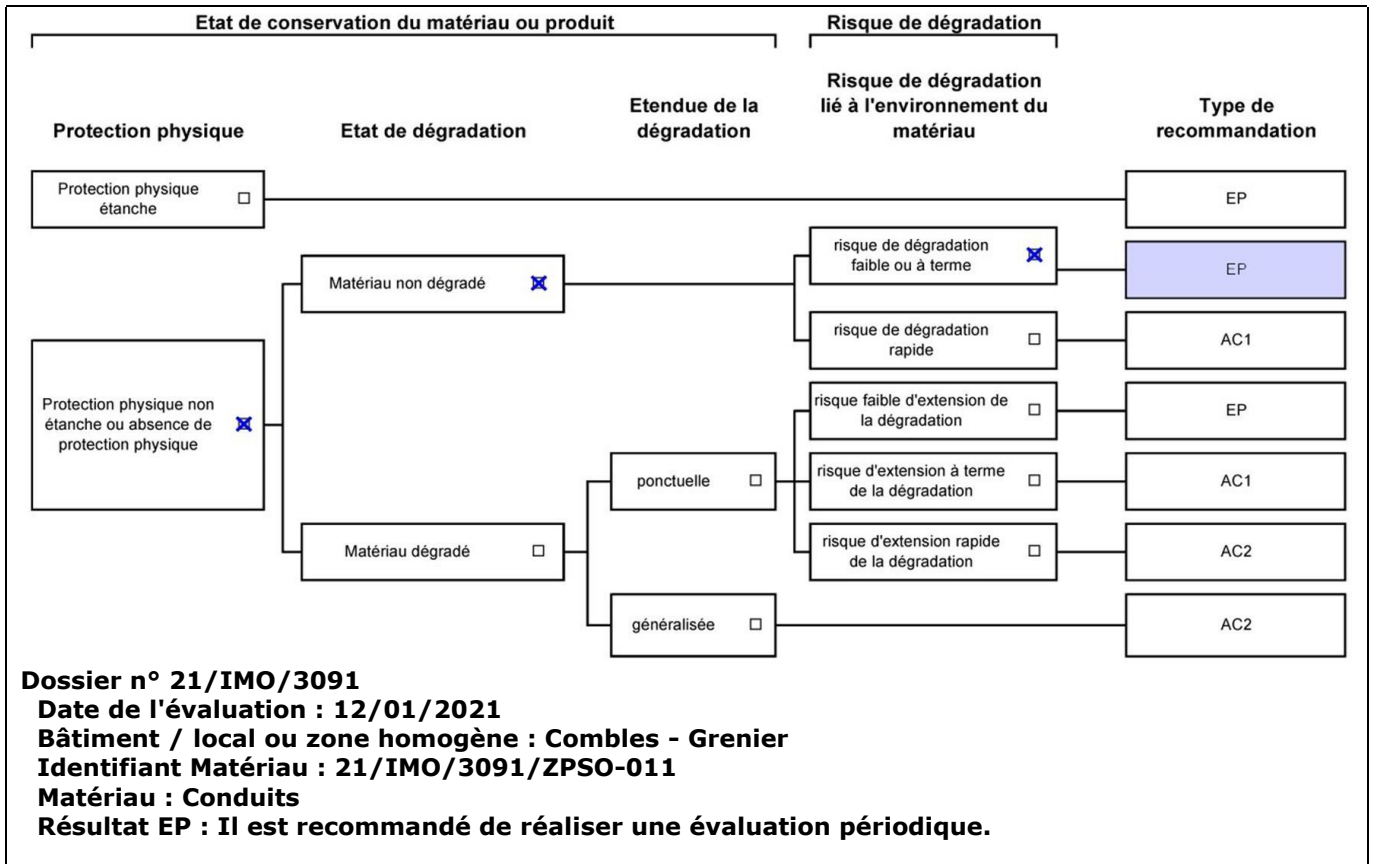 Etat de conservation du matériau ou produit
Risque de dégradation
Protection physique
Etat de dégradation
Etendue de la
dégradation
Risque de dégradation
lié à l'environnement du
matériau
Type de
recommandation
Protection physique
étanche
EP
Matériau non dégradé
risque de dégradation
faible ou à terme
EP
risque de dégradation
rapide
AC1
Protection physique non
étanche ou absence de
protection physique
risque faible d'extension de
la dégradation
EP
ponctuelle
risque d'extension à terme
de la dégradation
AC1
Matériau dégradé
risque d'extension rapide
de la dégradation
AC2
généralisée
AC2
Dossier n° 21/IMO/3091
Date de l'évaluation : 12/01/2021
Bâtiment / local ou zone homogène : Combles - Grenier
Identifiant Matériau : 21/IMO/3091/ZPSO-011
Matériau : Conduits
Résultat EP : Il est recommandé de réaliser une évaluation périodique.